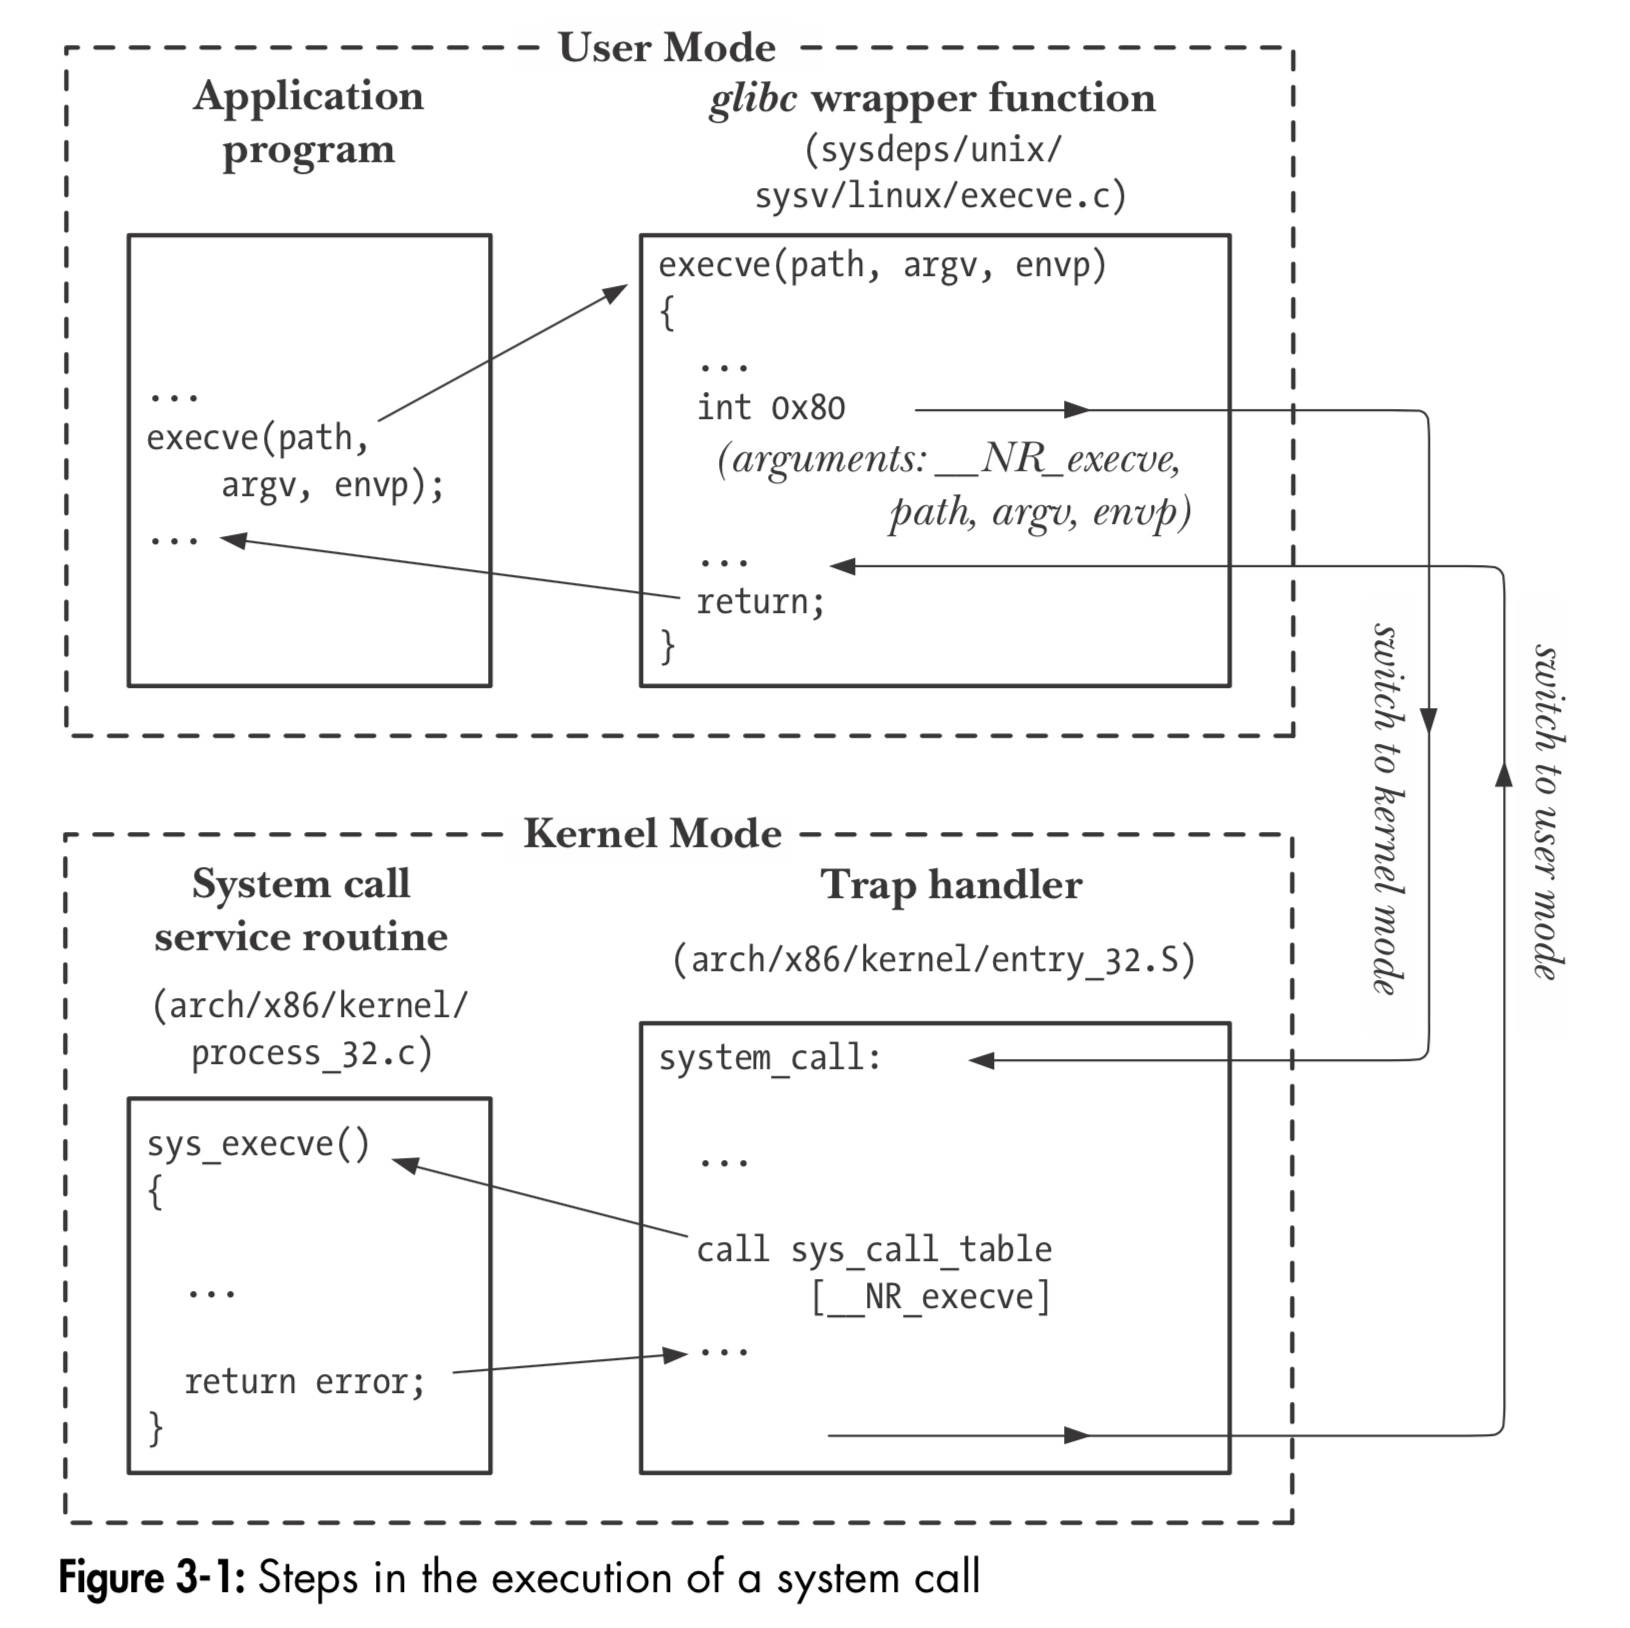 User Mode
Application
program
glibc wrapper function
(sysdeps/unix/
sysv/linux/execve.c)
...
execve(path,
argv, envp);
...
execve(path, argv, envp)
{
...
int 0x80
(arguments: __NR_execve,
path, argv, envp)
...
return;
}
switch to kernel mode
switch to user mode
Kernel Mode
System call
service routine
(arch/x86/kernel/
process_32.c)
Trap handler
(arch/x86/kernel/entry_32.S)
sys_execve()
{
...
return error;
}
system_call:
...
call sys_call_table
[__NR_execve]
...
Figure 3-1: Steps in the execution of a system call